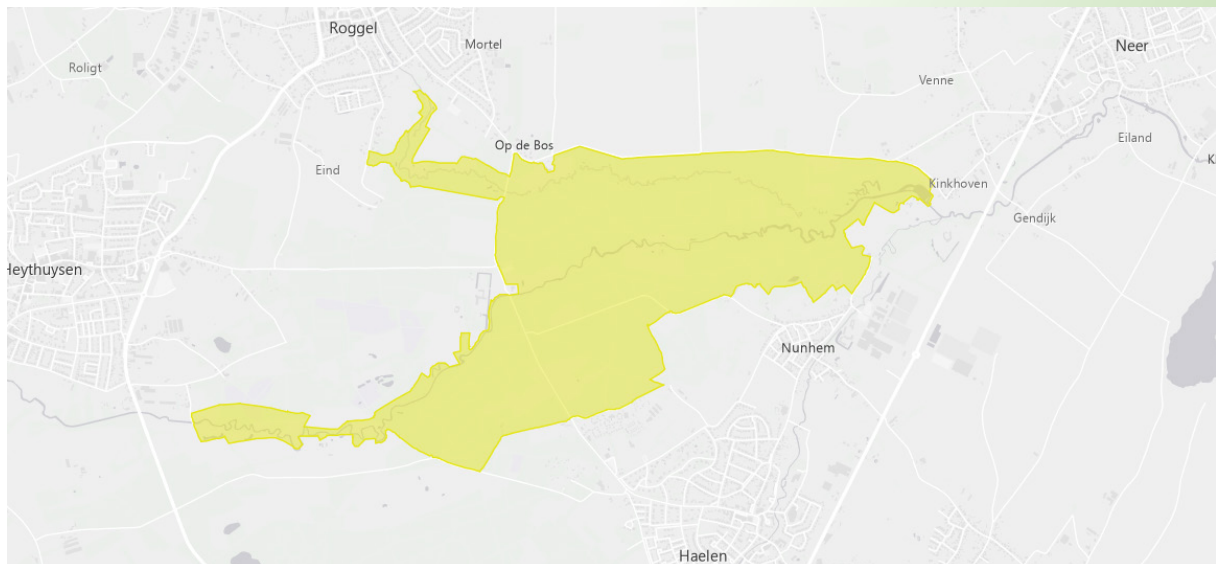 Roggel
Mortel
Neer
Roligt
Venne
Eiland
Op de Bos
Eind
Kinkhoven
Gendijk
Heythuysen
Nunhem
Haelen